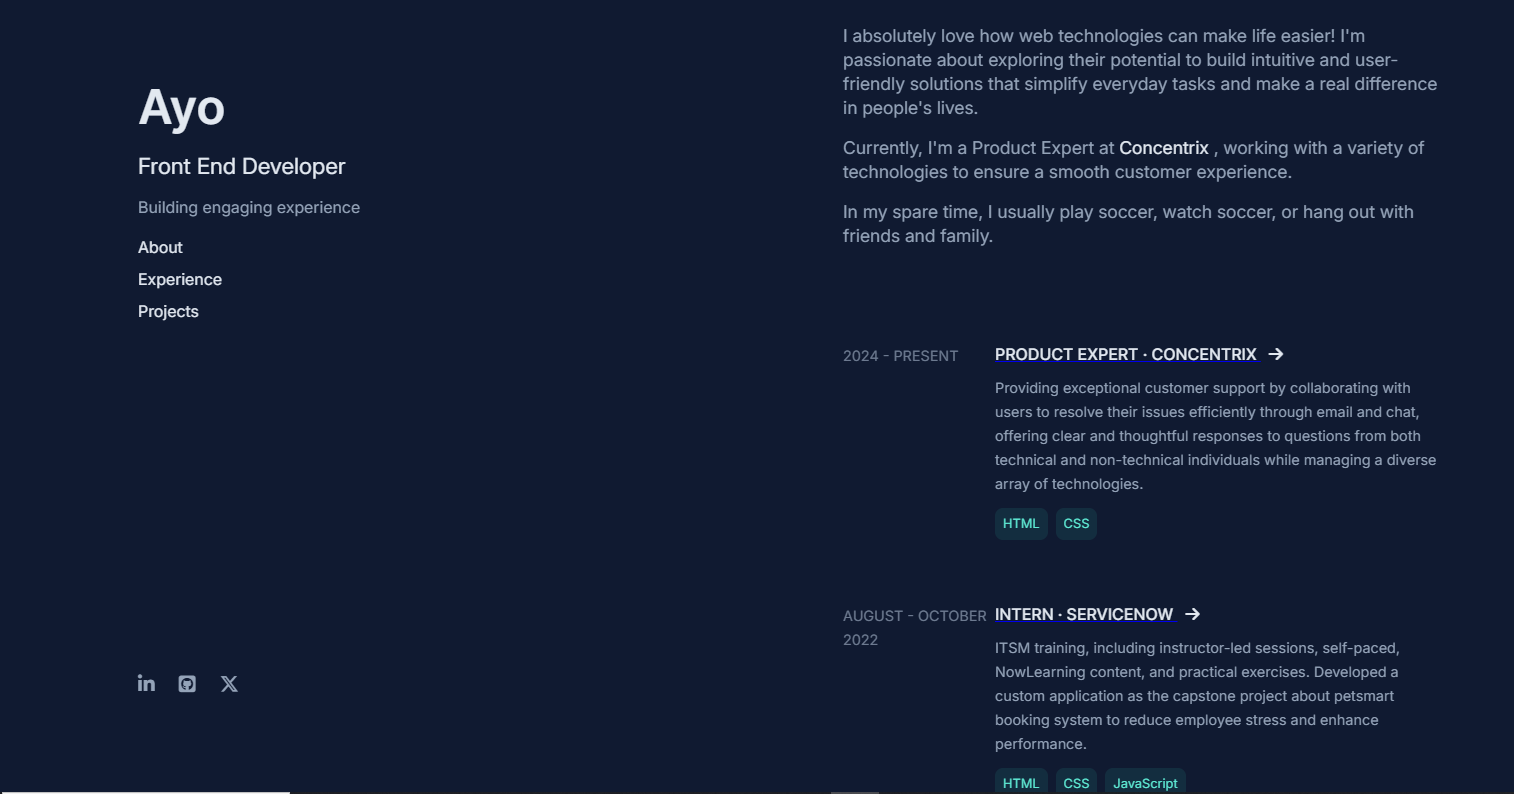 Ayo
Front End Developer
Building engaging experience
About
Experience
Projects
I absolutely love how web technologies can make life easier! I'm
passionate about exploring their potential to build intuitive and user-
friendly solutions that simplify everyday tasks and make a real difference
in people's lives.
Currently, I'm a Product Expert at Concentrix , working with a variety of
technologies to ensure a smooth customer experience.
In my spare time, I usually play soccer, watch soccer, or hang out with
friends and family.
2024 - PRESENT
PRODUCT EXPERT · CONCENTRIX
Providing exceptional customer support by collaborating with
users to resolve their issues efficiently through email and chat,
offering clear and thoughtful responses to questions from both
technical and non-technical individuals while managing a diverse
array of technologies.
HTML CSS
AUGUST - OCTOBER
2022
INTERN · SERVICENOW
ITSM training, including instructor-led sessions, self-paced,
NowLearning content, and practical exercises. Developed a
custom application as the capstone project about petsmart
booking system to reduce employee stress and enhance
performance.
HTML CSS JavaScript